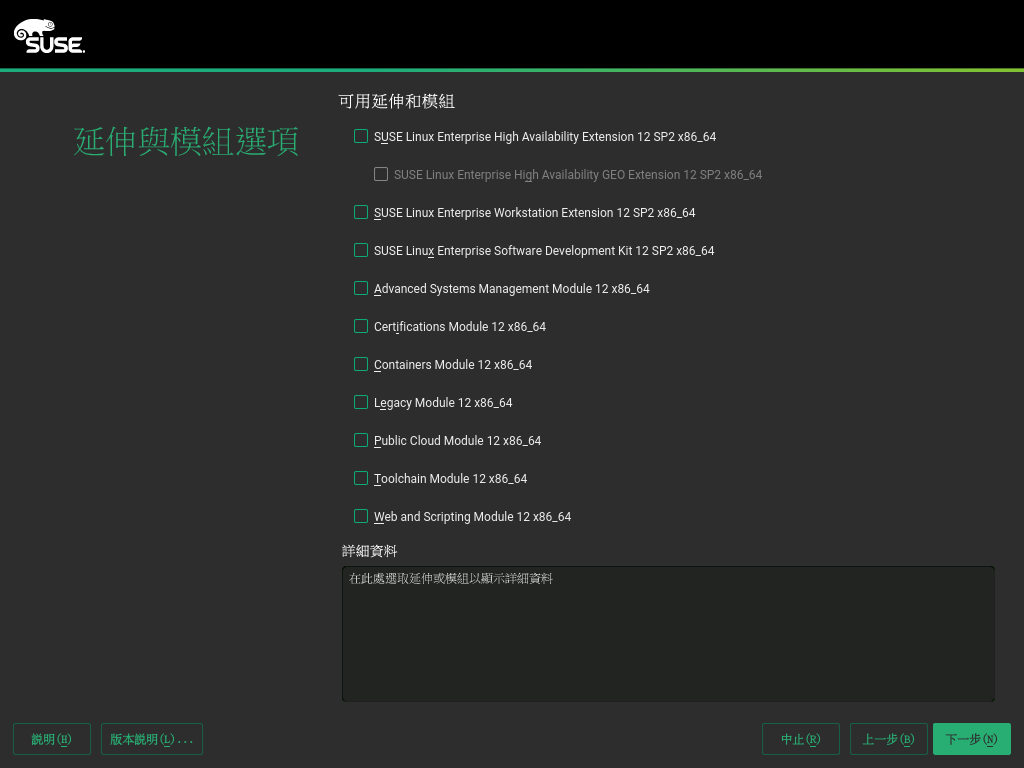 SUSE.
延伸與模組選項
可用延伸和模組
SUSE Linux Enterprise High Availability Extension 12 SP2 x86_64
SUSE Linux Enterprise High Availability GEO Extension 12 SP2 x86_64
SUSE Linux Enterprise Workstation Extension 12 SP2 x86_64
SUSE Linux Enterprise Software Development Kit 12 SP2 x86_64
Advanced Systems Management Module 12 x86_64
Certifications Module 12 x86_64
Containers Module 12 x86_64
Legacy Module 12 x86_64
Public Cloud Module 12 x86_64
Toolchain Module 12 x86_64
Web and Scripting Module 12 x86_64
詳細資料
在此處選取延伸或模組以顯示詳細資料
說明(H) 版本說明(L)... 中止(R) 上一步(B) 下一步(N)